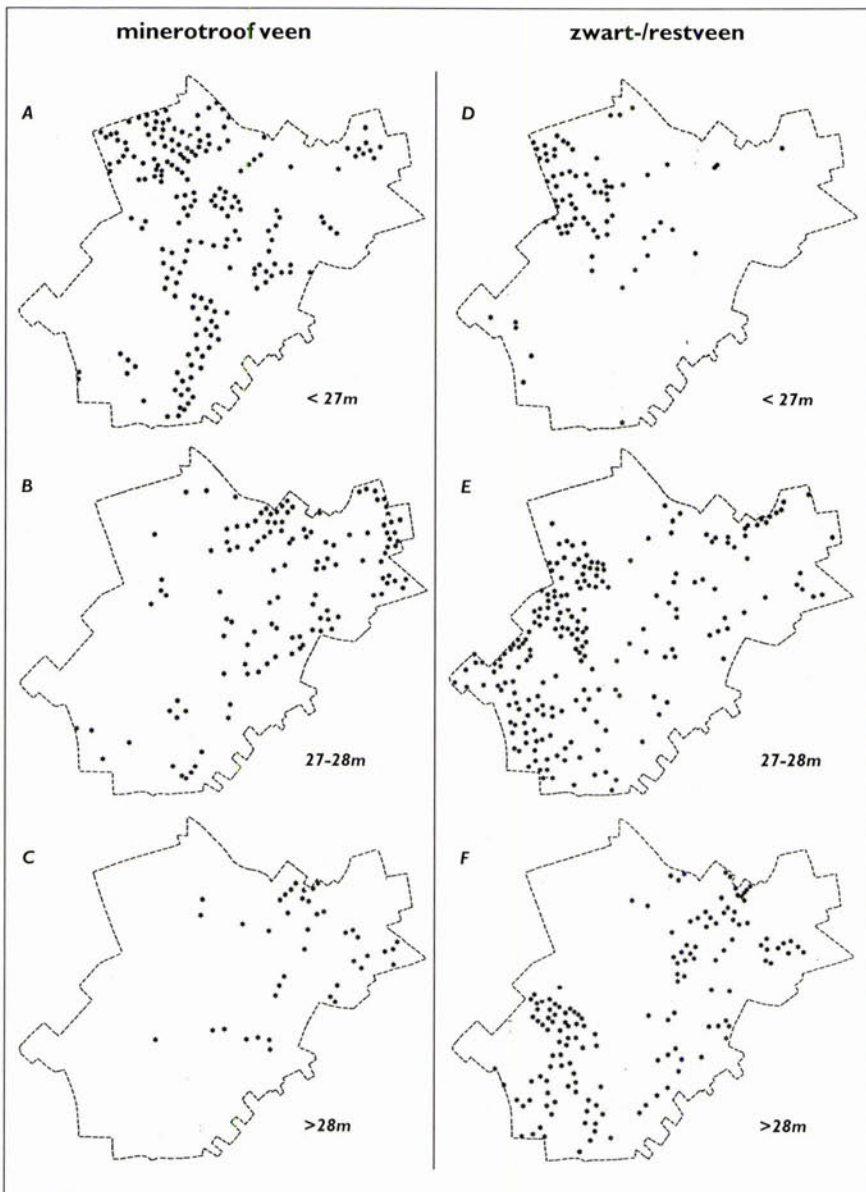 minerotroof veen
zwart-/restveen
A
< 27m
B
27-28m
C
>28m
D
< 27m
E
27-28m
F
>28m